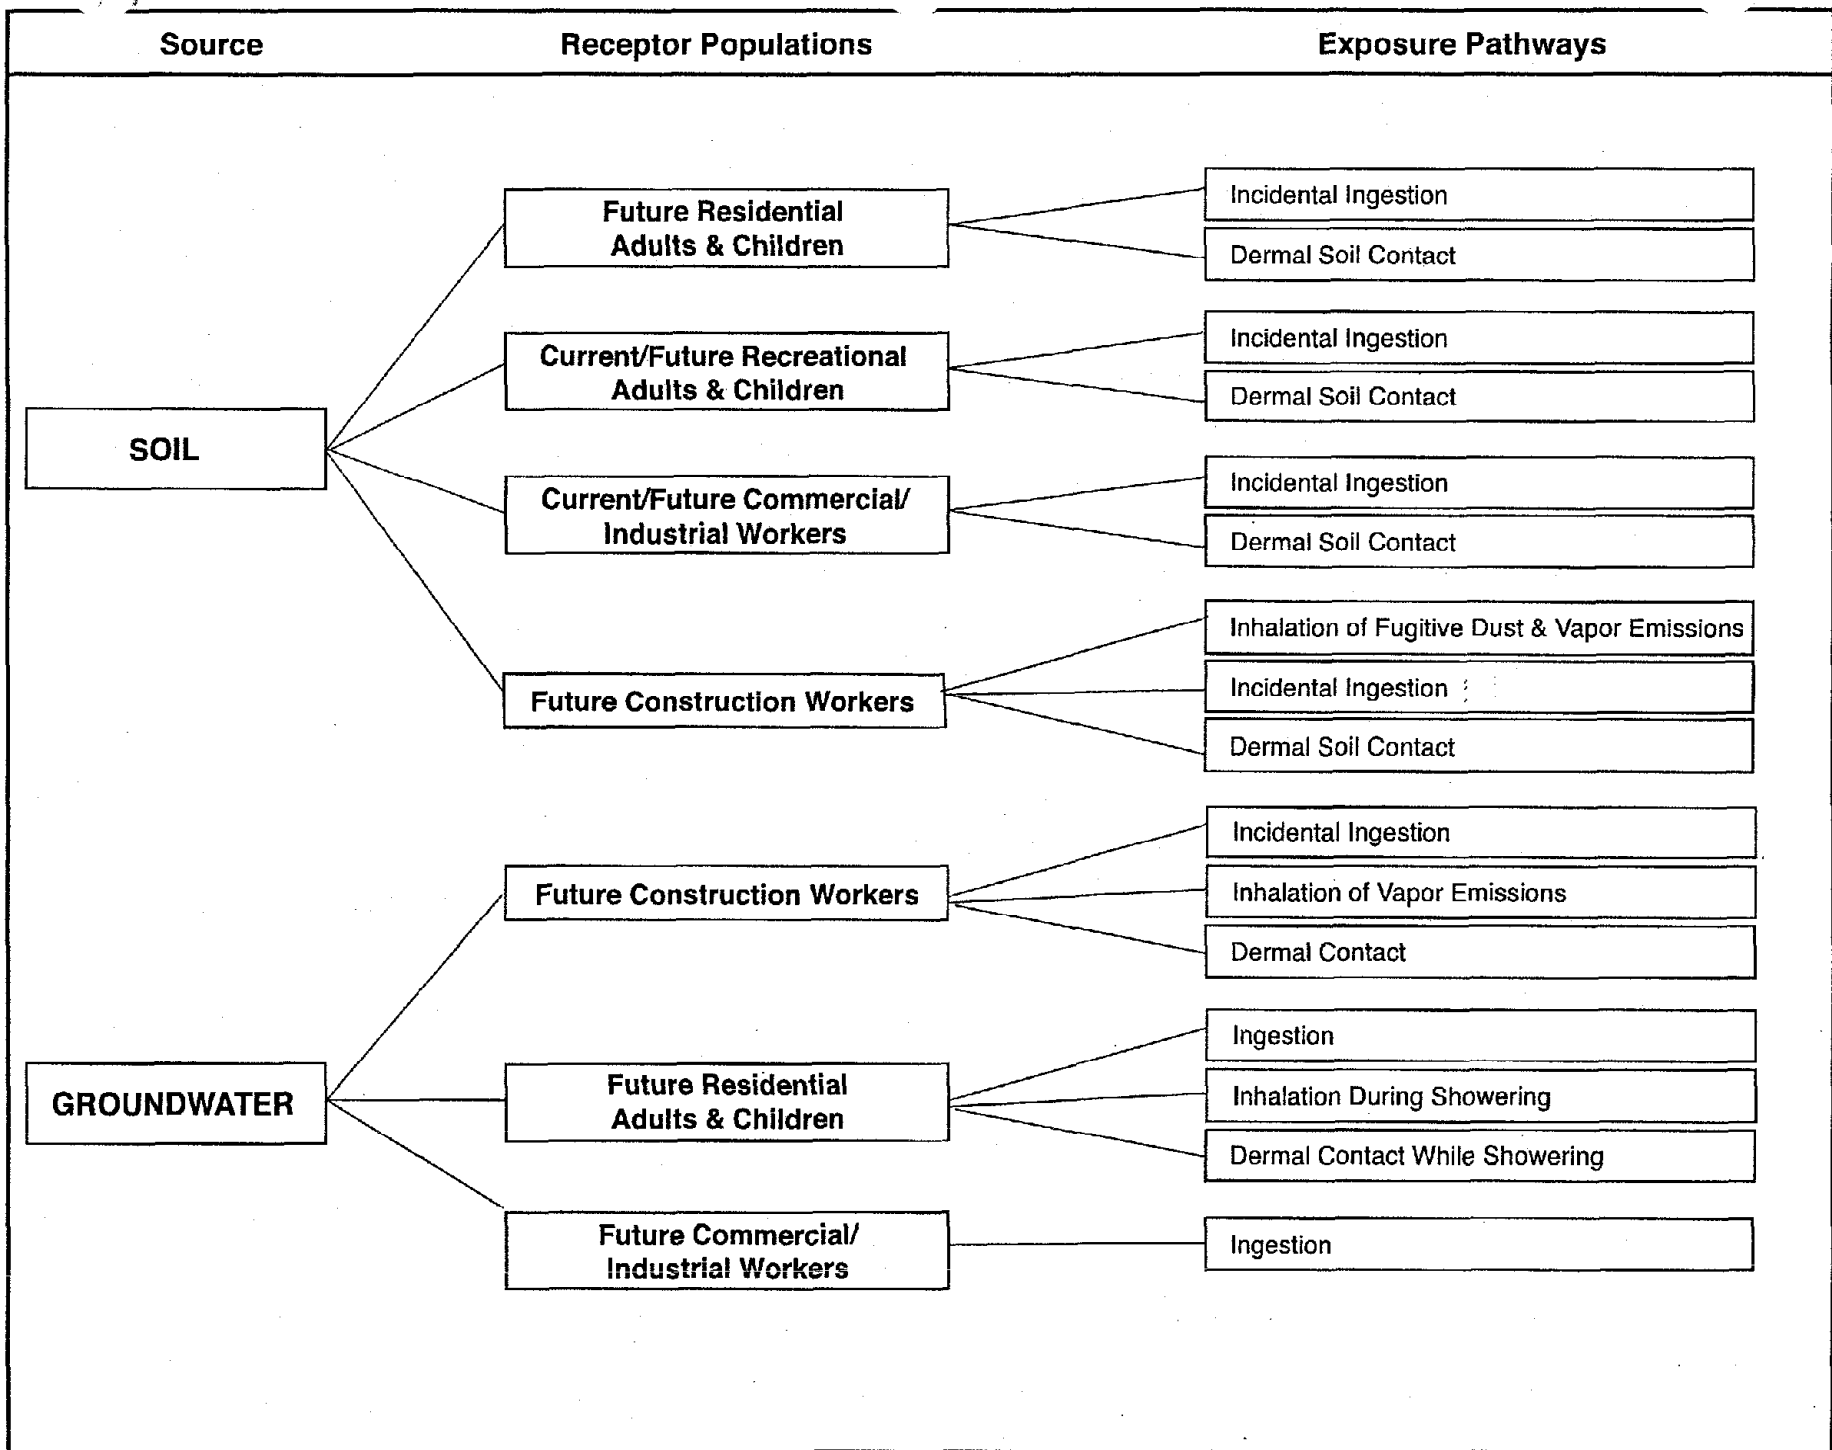 Source Receptor Populations Exposure Pathways
SOIL
Future Residential
Adults & Children
Incidental Ingestion
Dermal Soil Contact
Current/Future Recreational
Adults & Children
Incidental Ingestion
Dermal Soil Contact
Current/Future Commercial/
Industrial Workers
Incidental Ingestion
Dermal Soil Contact
Future Construction Workers
Inhalation of Fugitive Dust & Vapor Emissions
Incidental Ingestion
Dermal Soil Contact
GROUNDWATER
Future Construction Workers
Incidental Ingestion
Inhalation of Vapor Emissions
Dermal Contact
Future Residential
Adults & Children
Ingestion
Inhalation During Showering
Dermal Contact While Showering
Future Commercial/
Industrial Workers
Ingestion